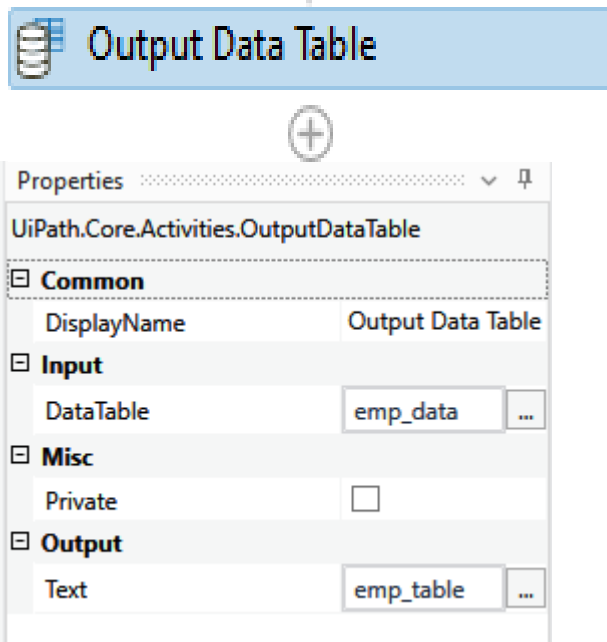 Output Data Table
Properties
UiPath.Core.Activities.OutputDataTable
Common
DisplayName Output Data Table
Input
DataTable emp_data ...
Misc
Private
Output
Text emp_table ...